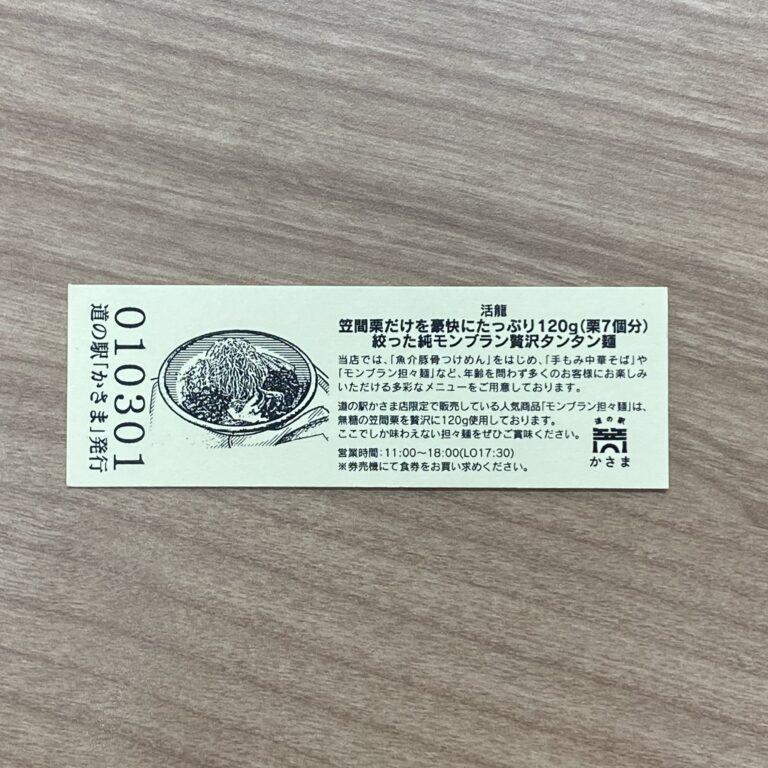 010301
道の駅「かさま」発行
活龍
笠間栗だけを豪快にたっぷり120g(栗7個分)
絞った純モンブラン贅沢タンタン麺
当店では、「魚介豚骨つけめん」をはじめ、「手もみ中華そば」や
「モンブラン担々麺」など、年齢を問わず多くのお客様にお楽しみ
いただける多彩なメニューをご用意しております。
道の駅かさま店限定で販売している人気商品「モンブラン担々麺」は、
無糖の笠間栗を贅沢に120g使用しております。
ここでしか味わえない担々麺をぜひご賞味ください。
営業時間:11:00〜18:00(LO17:30)
※券売機にて食券をお買い求めください。
道の駅
かさま